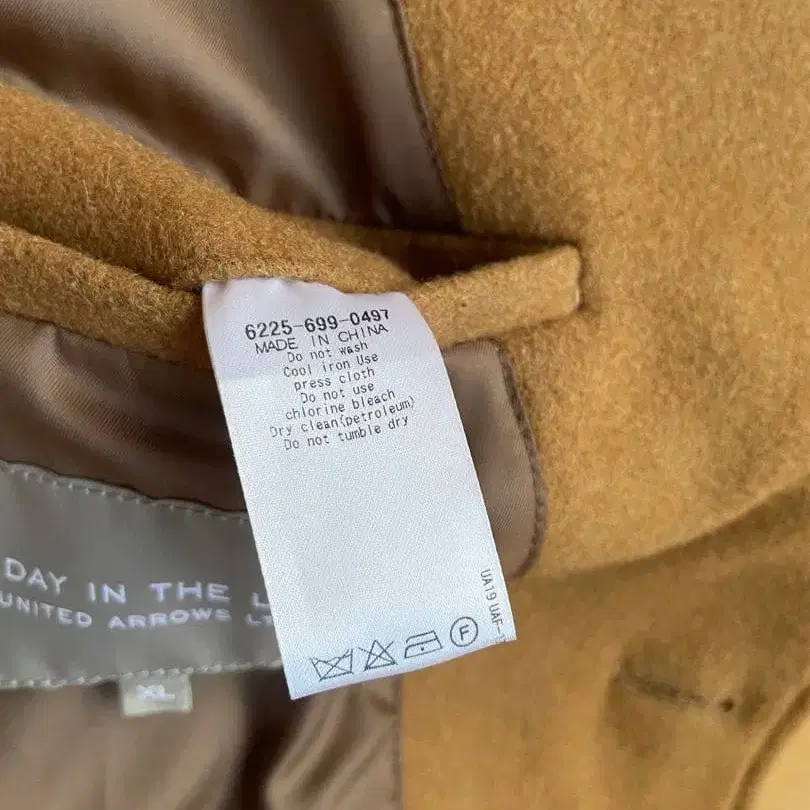 6225-699-0497
MADE IN CHINA
Do not wash
Cool iron Use
press cloth
Do not use
chlorine bleach
Dry clean(petroleum)
Do not tumble dry
UA19 UAF-
F
DAY IN THE
UNITED ARROWS
XL